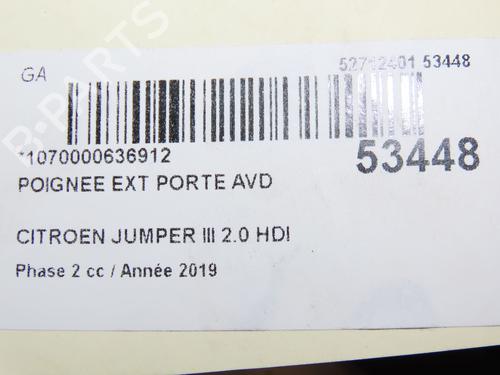 GA
52712401 53448
*1070000636912
53448
POIGNEE EXT PORTE AVD
CITROEN JUMPER III 2.0 HDI
Phase 2 cc / Année 2019
B-PARTS